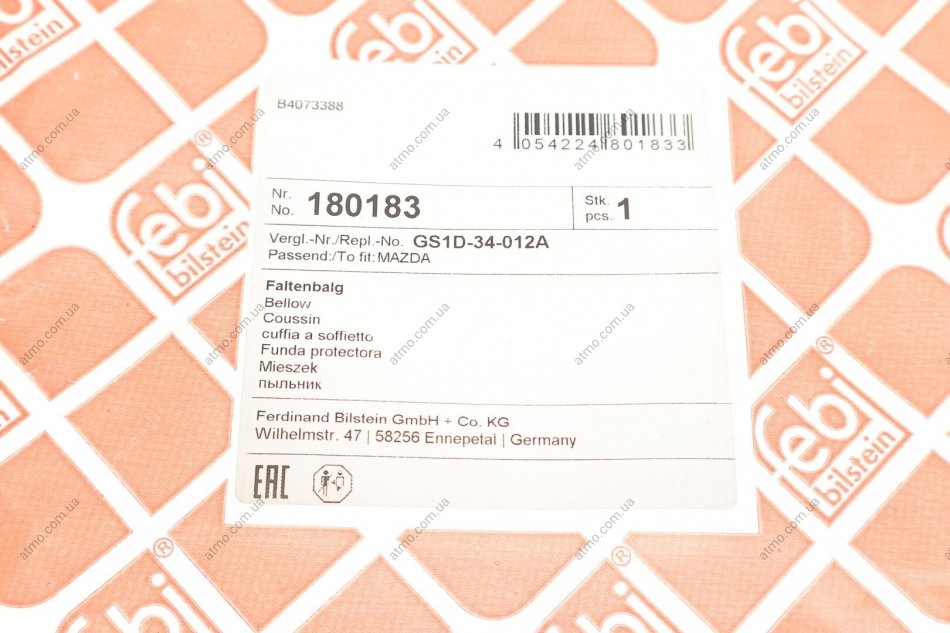 B4073388
4 054224 801833
Nr.
No. 180183
Stk.
pcs. 1
Vergl.-Nr./Repl.-No. GS1D-34-012A
Passend:/To fit: MAZDA
Faltenbalg
Bellow
Coussin
cuffia a soffietto
Funda protectora
Mieszek
пыльник
Ferdinand Bilstein GmbH + Co. KG
Wilhelmstr. 47 | 58256 Ennepetal | Germany
EAC
febi®
bilstein
atmo.com.ua